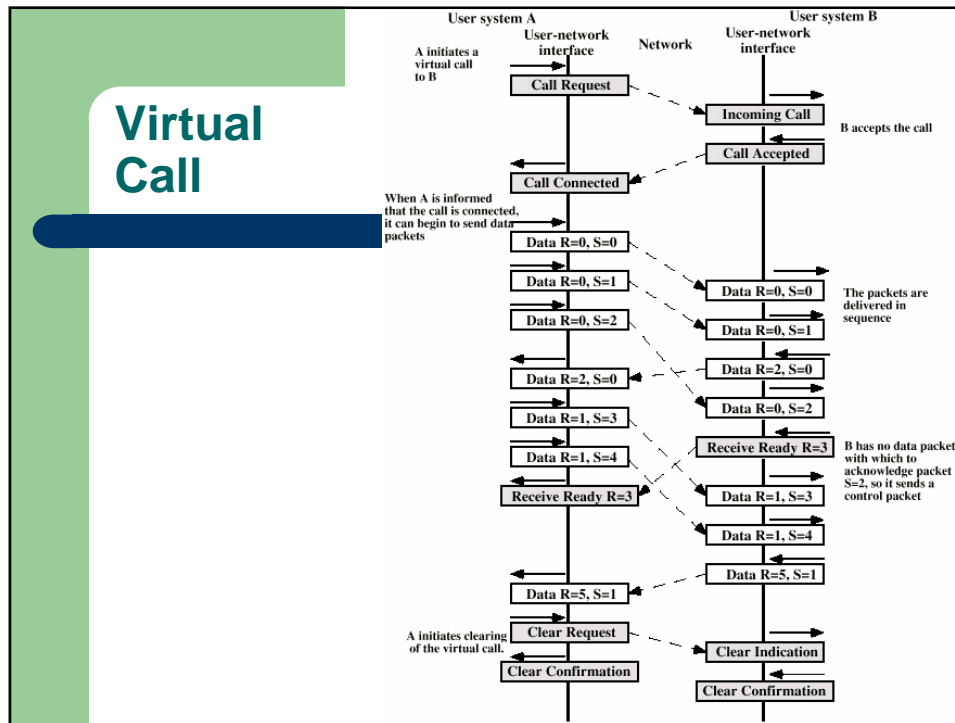 Virtual
Call
User system A
User system B
User-network
interface
Network
User-network
interface
A initiates a
virtual call
to B
Call Request
Incoming Call
B accepts the call
Call Accepted
Call Connected
When A is informed
that the call is connected,
it can begin to send data
packets
Data R=0, S=0
Data R=0, S=1
Data R=0, S=0
The packets are
delivered in
sequence
Data R=0, S=2
Data R=0, S=1
Data R=2, S=0
Data R=2, S=0
Data R=0, S=2
Data R=1, S=3
Receive Ready R=3
B has no data packet
with which to
acknowledge packet
S=2, so it sends a
control packet
Data R=1, S=4
Receive Ready R=3
Data R=1, S=3
Data R=1, S=4
Data R=5, S=1
Data R=5, S=1
A initiates clearing
of the virtual call.
Clear Request
Clear Indication
Clear Confirmation
Clear Confirmation